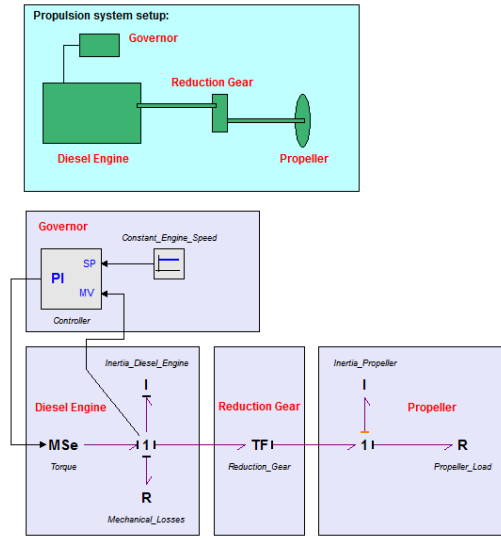 Propulsion system setup:
Governor
Reduction Gear
Diesel Engine
Propeller
Governor
Constant_Engine_Speed
SP
PI
MV
Controller
Inertia_Diesel_Engine
Inertia_Propeller
I
I
Diesel Engine
Reduction Gear
Propeller
MSe
1
TF
1
R
Torque
Reduction_Gear
Propeller_Load
R
Mechanical_Losses